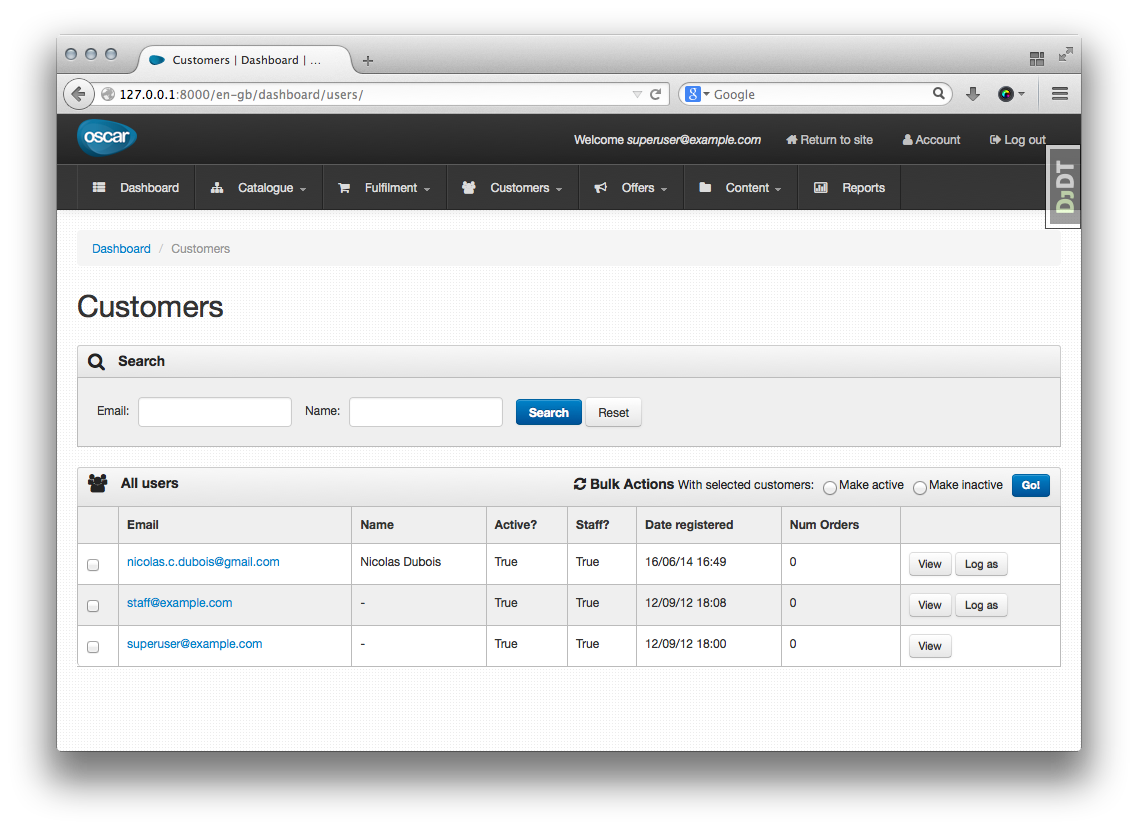 Customers | Dashboard | ...
127.0.0.1:8000/en-gb/dashboard/users/
8 Google
oscar
Welcome superuser@example.com Return to site Account Log out
DJDT
Dashboard Catalogue Fulfilment Customers Offers Content Reports
Dashboard / Customers
Customers
Search
Email: Name: Search Reset
All users Bulk Actions With selected customers: Make active Make inactive Go!
Email Name Active? Staff? Date registered Num Orders
nicolas.c.dubois@gmail.com Nicolas Dubois True True 16/06/14 16:49 0 View Log as
staff@example.com - True True 12/09/12 18:08 0 View Log as
superuser@example.com - True True 12/09/12 18:00 0 View